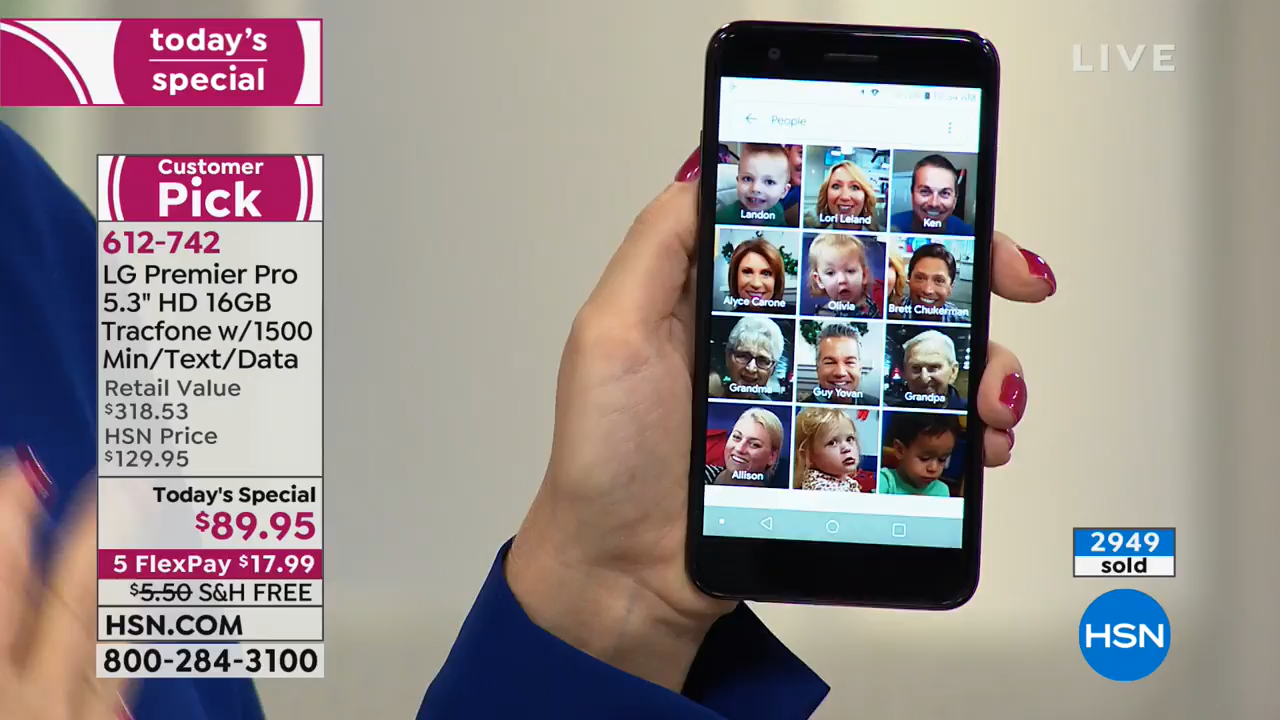 today's
special
LIVE
Customer
Pick
612-742
LG Premier Pro
5.3" HD 16GB
Tracfone w/1500
Min/Text/Data
Retail Value
$318.53
HSN Price
$129.95
Today's Special
$89.95
5 FlexPay $17.99
$5.50 S&H FREE
HSN.COM
800-284-3100
People
Landon
Lori Leland
Ken
Alyce Carone
Olivia
Brett Chukerman
Grandma
Guy Yovan
Grandpa
Allison
2949
sold
HSN